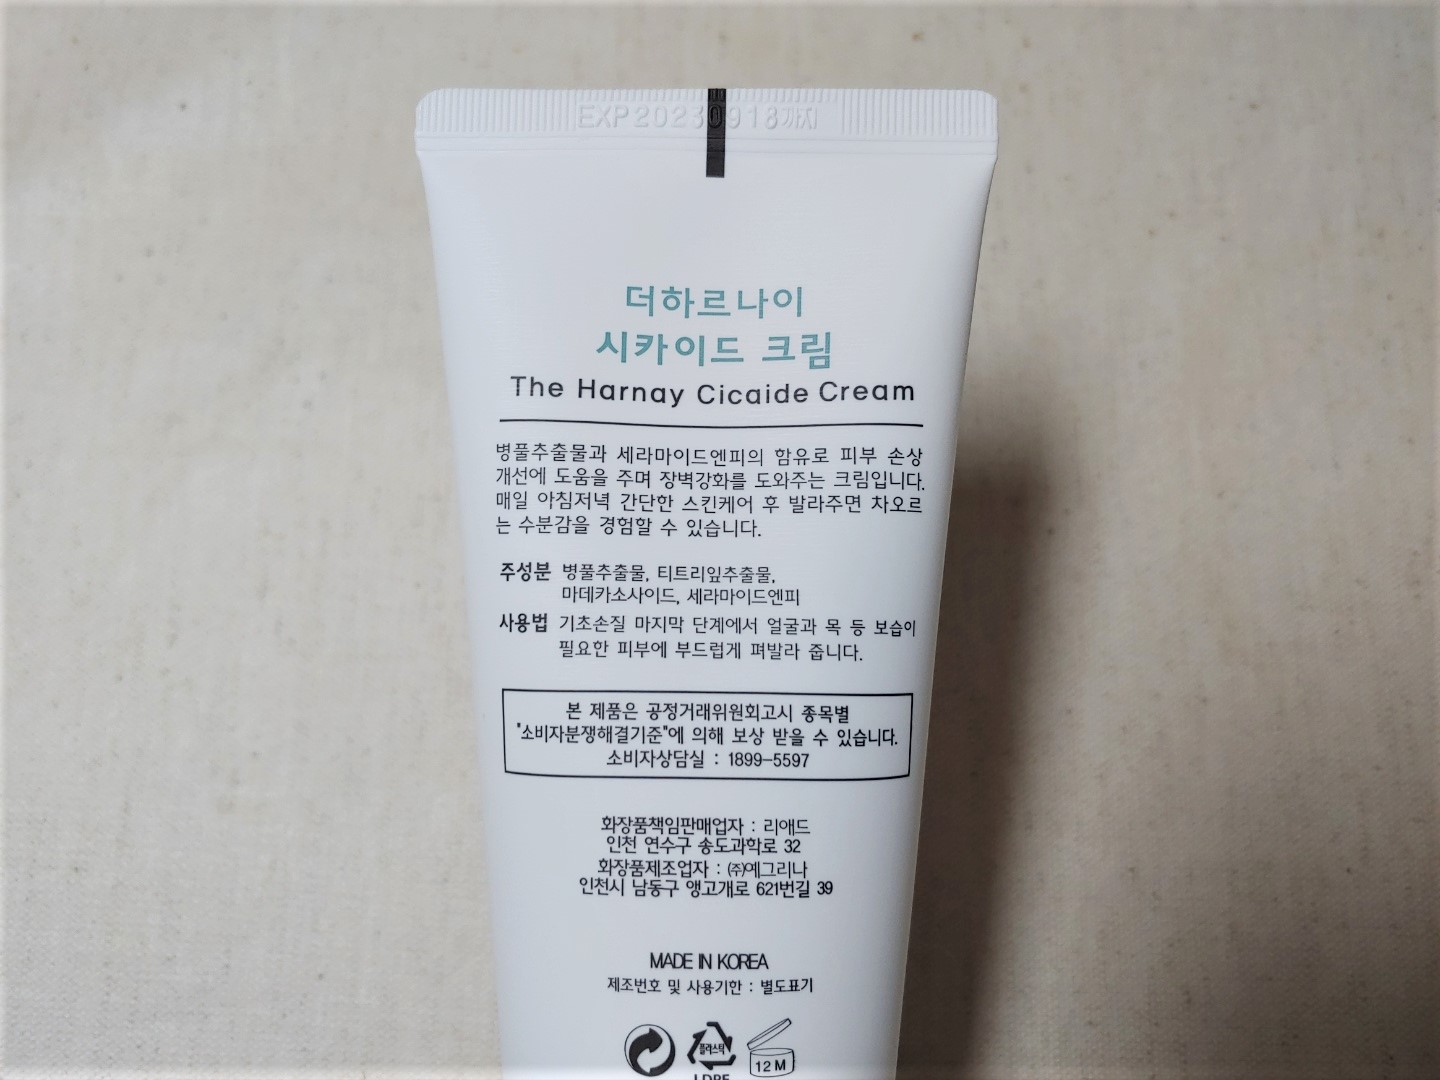 EXP20230918까지
더하르나이
시카이드 크림
The Harnay Cicaide Cream
병풀추출물과 세라마이드엔피의 함유로 피부 손상
개선에 도움을 주며 장벽강화를 도와주는 크림입니다.
매일 아침저녁 간단한 스킨케어 후 발라주면 차오르
는 수분감을 경험할 수 있습니다.
주성분 병풀추출물, 티트리잎추출물,
마데카소사이드, 세라마이드엔피
사용법 기초손질 마지막 단계에서 얼굴과 목 등 보습이
필요한 피부에 부드럽게 펴발라 줍니다.
본 제품은 공정거래위원회고시 종목별
"소비자분쟁해결기준"에 의해 보상 받을 수 있습니다.
소비자상담실 : 1899-5597
화장품책임판매업자 : 리애드
인천 연수구 송도과학로 32
화장품제조업자 : ㈜예그리나
인천시 남동구 앵고개로 621번길 39
MADE IN KOREA
제조번호 및 사용기한 : 별도표기
플라스틱
12 M
LDPE